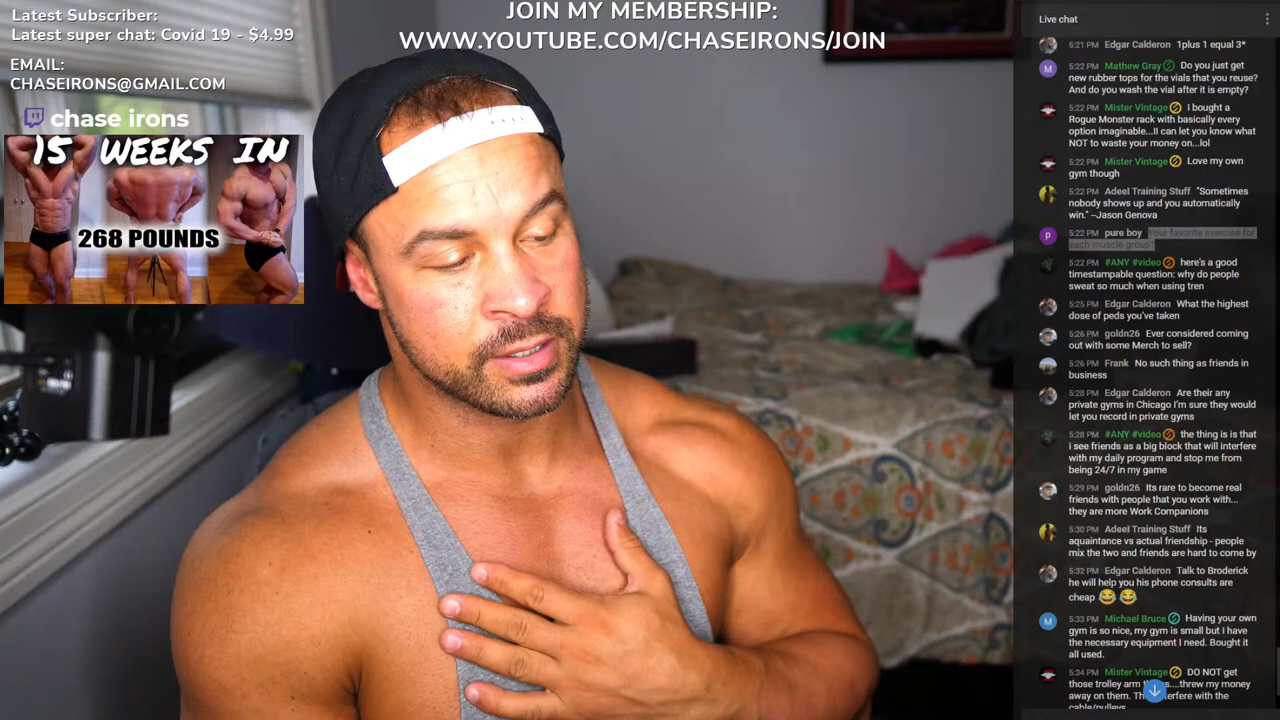 Latest Subscriber:
Latest super chat: Covid 19 - $4.99
EMAIL:
CHASEIRONS@GMAIL.COM
chase irons
15 WEEKS IN
268 POUNDS
JOIN MY MEMBERSHIP:
WWW.YOUTUBE.COM/CHASEIRONS/JOIN
Live chat
5:21 PM Edgar Calderon 1plus 1 equal 3*
M 5:22 PM Mathew Gray Do you just get
new rubber tops for the vials that you reuse?
And do you wash the vial after it is empty?
5:22 PM Mister Vintage I bought a
Rogue Monster rack with basically every
option imaginable...II can let you know what
NOT to waste your money on...lol
5:22 PM Mister Vintage Love my own
gym though
5:22 PM Adeel Training Stuff "Sometimes
nobody shows up and you automatically
win." –Jason Genova
p 5:22 PM pure boy Your favorite exercise for
each muscle group?
5:22 PM #ANY #video here's a good
timestampable question: why do people
sweat so much when using tren
5:25 PM Edgar Calderon What the highest
dose of peds you've taken
5:26 PM goldn26 Ever considered coming
out with some Merch to sell?
5:26 PM Frank No such thing as friends in
business
5:28 PM Edgar Calderon Are their any
private gyms in Chicago I'm sure they would
let you record in private gyms
5:28 PM #ANY #video the thing is is that
i see friends as a big block that will interfere
with my daily program and stop me from
being 24/7 in my game
5:29 PM goldn26 Its rare to become real
friends with people that you work with...
they are more Work Companions
5:30 PM Adeel Training Stuff Its
aquaintance vs actual friendship - people
mix the two and friends are hard to come by
5:32 PM Edgar Calderon Talk to Broderick
he will help you his phone consults are
cheap 😂 😂
M 5:33 PM Michael Bruce Having your own
gym is so nice, my gym is small but I have
the necessary equipment I need. Bought it
all used.
5:34 PM Mister Vintage DO NOT get
those trolley arm threw my money
away on them. interfere with the
cable/pulleys